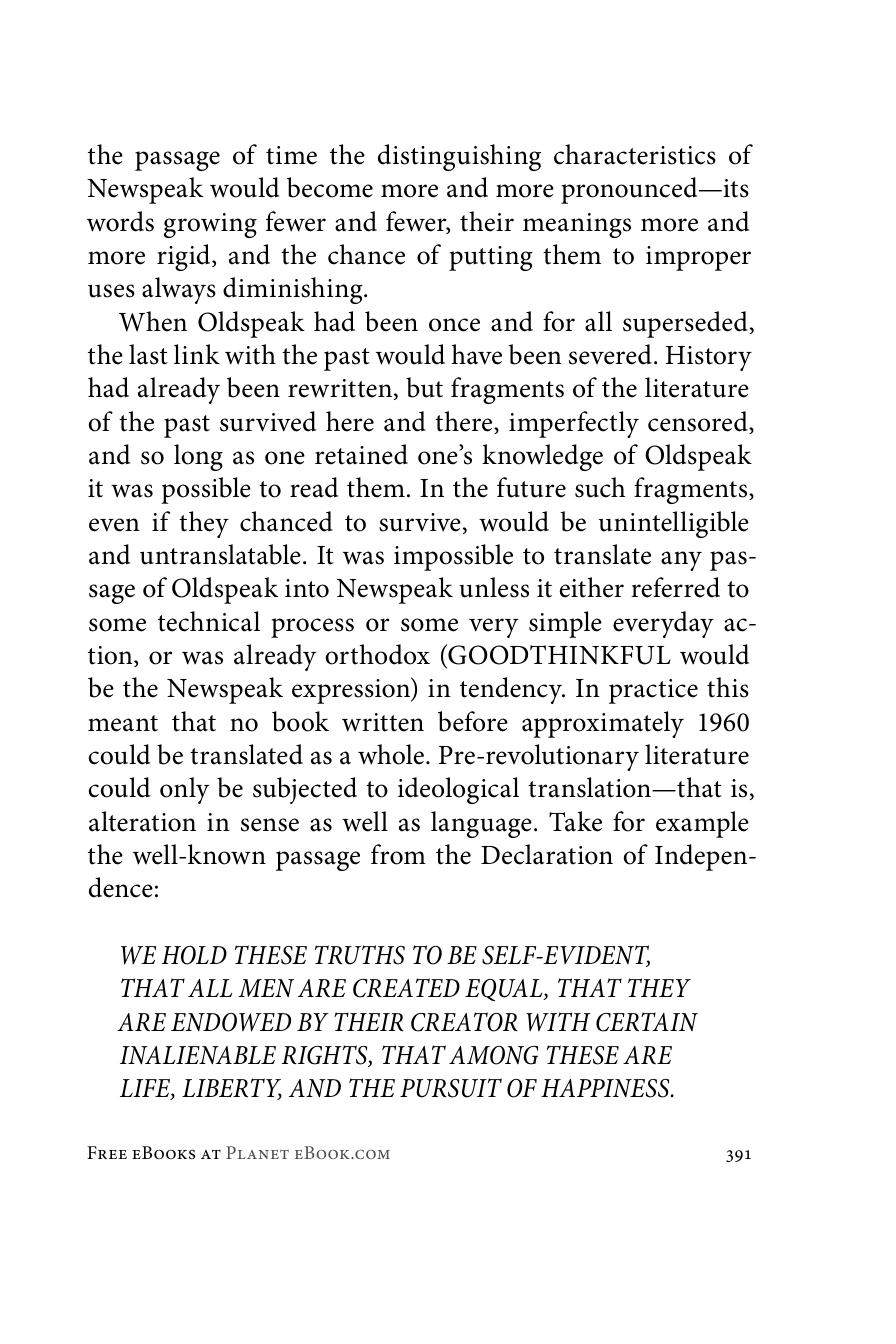 the passage of time the distinguishing characteristics of
Newspeak would become more and more pronounced—its
words growing fewer and fewer, their meanings more and
more rigid, and the chance of putting them to improper
uses always diminishing.
When Oldspeak had been once and for all superseded,
the last link with the past would have been severed. History
had already been rewritten, but fragments of the literature
of the past survived here and there, imperfectly censored,
and so long as one retained one’s knowledge of Oldspeak
it was possible to read them. In the future such fragments,
even if they chanced to survive, would be unintelligible
and untranslatable. It was impossible to translate any pas-
sage of Oldspeak into Newspeak unless it either referred to
some technical process or some very simple everyday ac-
tion, or was already orthodox (GOODTHINKFUL would
be the Newspeak expression) in tendency. In practice this
meant that no book written before approximately 1960
could be translated as a whole. Pre-revolutionary literature
could only be subjected to ideological translation—that is,
alteration in sense as well as language. Take for example
the well-known passage from the Declaration of Indepen-
dence:
WE HOLD THESE TRUTHS TO BE SELF-EVIDENT,
THAT ALL MEN ARE CREATED EQUAL, THAT THEY
ARE ENDOWED BY THEIR CREATOR WITH CERTAIN
INALIENABLE RIGHTS, THAT AMONG THESE ARE
LIFE, LIBERTY, AND THE PURSUIT OF HAPPINESS.
Free eBooks at Planet eBook.com 391